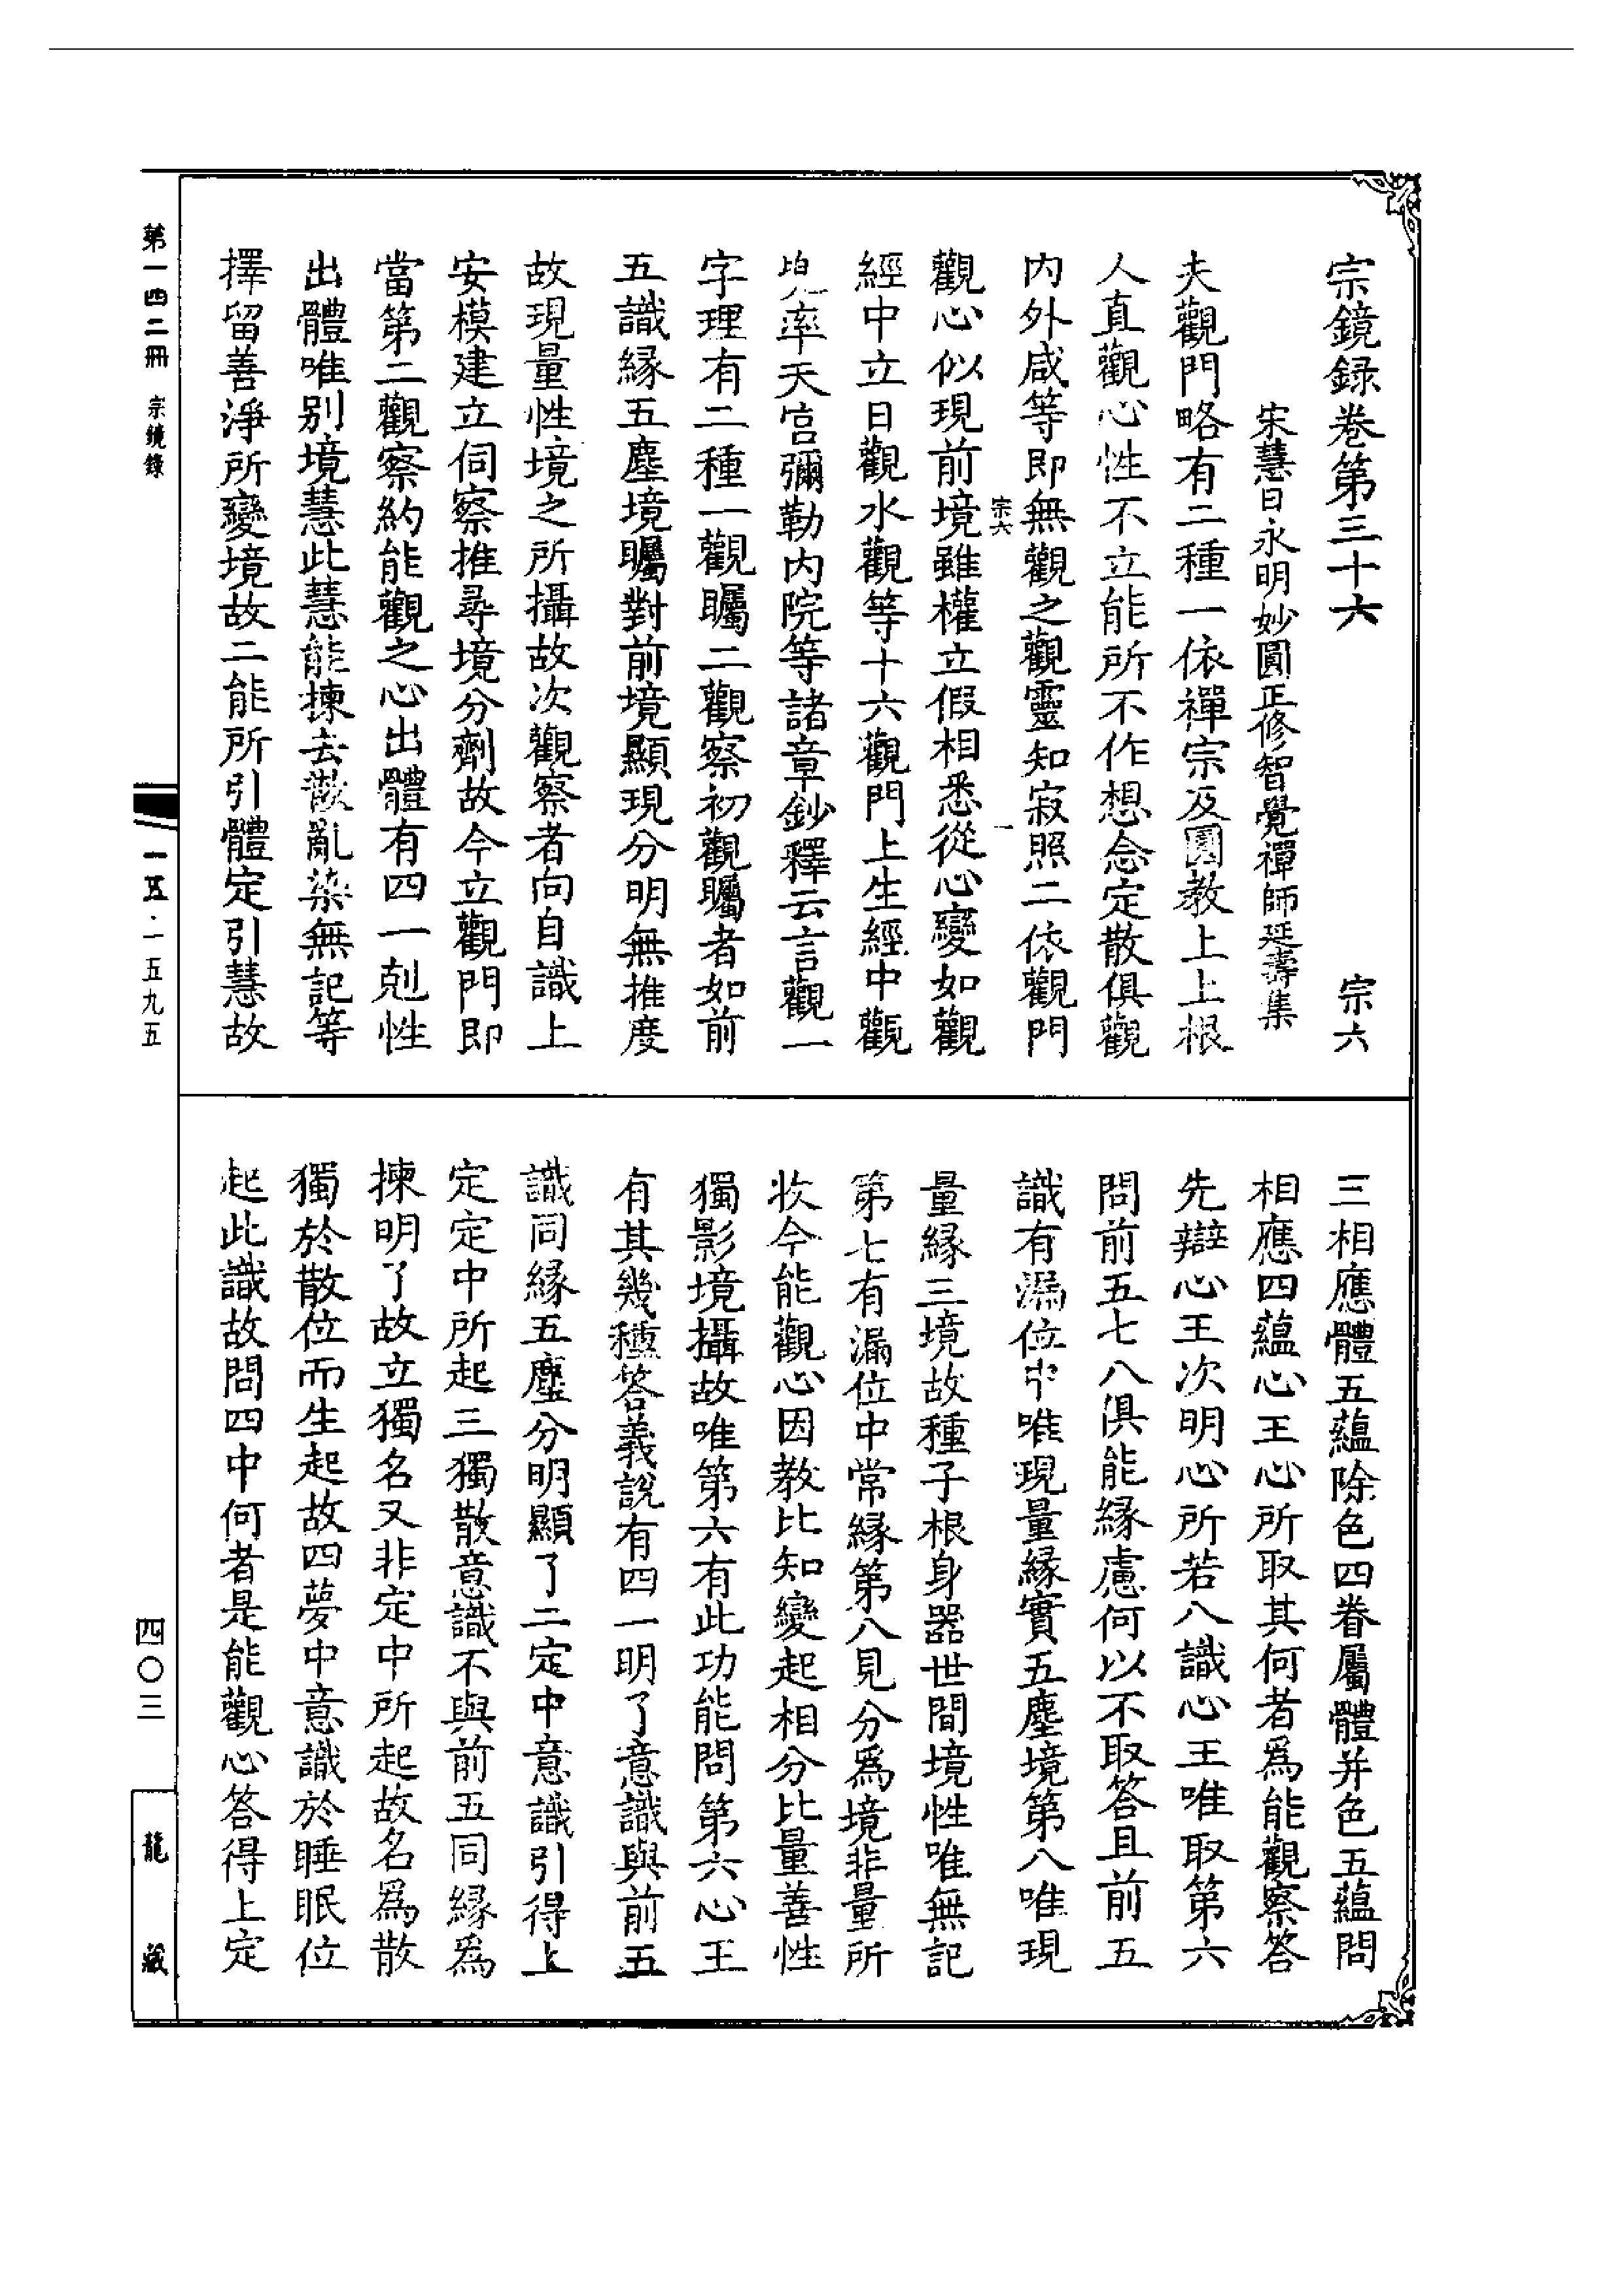 宗鏡録卷第三十六　宗六
宋慧日永明妙圓正修智覺禪師延壽集
夫觀門略有二種一依禪宗及圓教上上根
人直觀心性不立能所不作想念定散俱觀
内外咸等即無觀之觀靈知寂照二依觀門
宗六
一
觀心似現前境雖權立假相悉從心變如觀
經中立日觀水觀等十六觀門上生經中觀
兜率天宫彌勒内院等諸章鈔釋云言觀一
字理有二種一觀矚二觀察初觀矚者如前
五識縁五塵境矚對前境顯現分明無推度
故現量性境之所攝故次觀察者向自識上
安模建立伺察推尋境分劑故今立觀門即
當第二觀察約能觀之心出體有四一剋性
出體唯别境慧此慧能揀去散亂染無記等
擇留善淨所變境故二能所引體定引慧故
三相應體五蘊除色四眷屬體并色五蘊問
相應四蘊心王心所取其何者爲能觀察答
先辯心王次明心所若八識心王唯取第六
問前五七八俱能縁慮何以不取答且前五
識有漏位中唯現量縁實五塵境第八唯現
量縁三境故種子根身器世間境性唯無記
第七有漏位中常縁第八見分爲境非量所
收今能觀心因教比知變起相分比量善性
獨影境攝故唯第六有此功能問第六心王
有其幾種答義説有四一明了意識與前五
識同縁五塵分明顯了二定中意識引得上
定定中所起三獨散意識不與前五同縁爲
揀明了故立獨名又非定中所起故名爲散
獨於散位而生起故四夢中意識於睡眠位
起此識故問四中何者是能觀心答得上定
第一四二冊　宗鏡錄
一五·一五九五
四〇三
龍藏